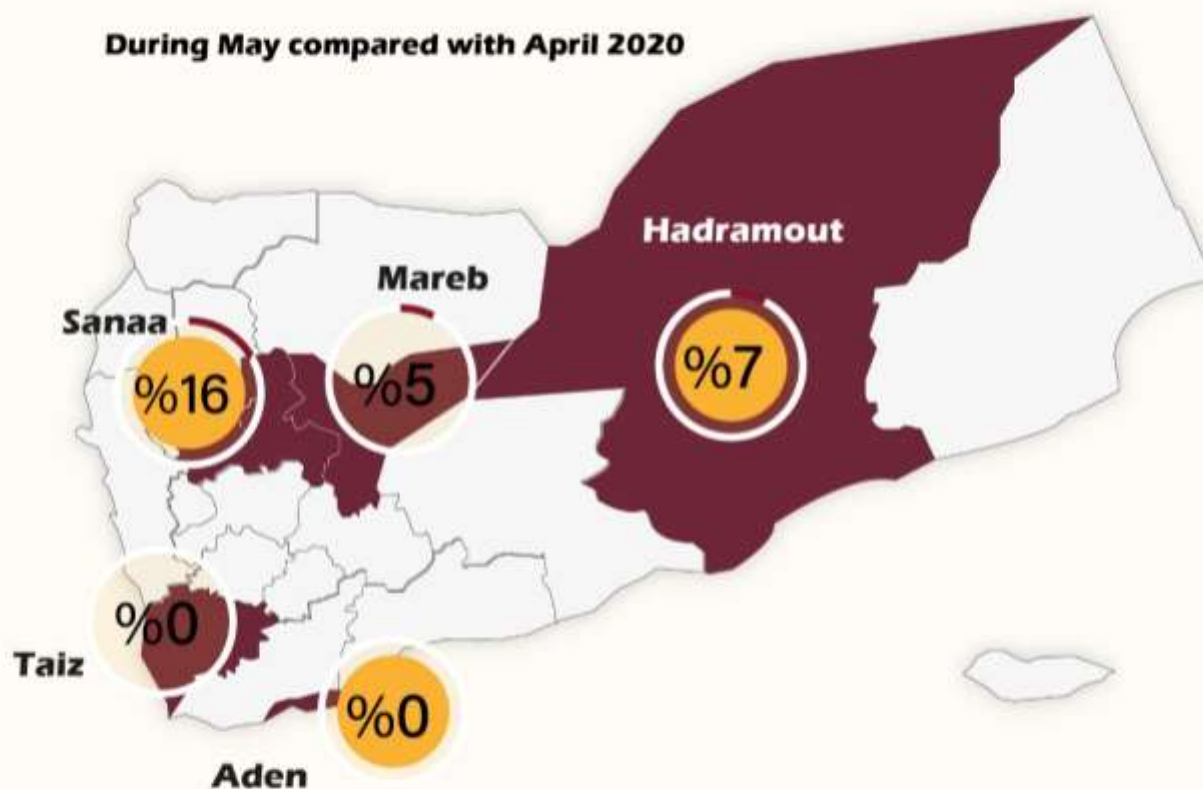 During May compared with April 2020
Hadramout
Mareb
Sanaa
%16
%5
%7
%0
Taiz
%0
Aden